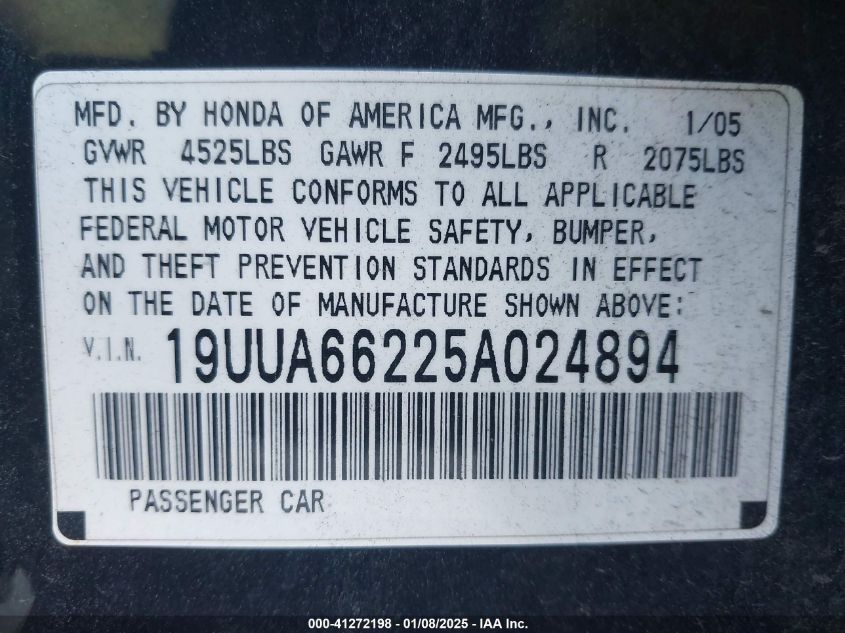 MFD. BY HONDA OF AMERICA MFG., INC. 1/05
GVWR 4525LBS GAWR F 2495LBS R 2075LBS
THIS VEHICLE CONFORMS TO ALL APPLICABLE
FEDERAL MOTOR VEHICLE SAFETY, BUMPER,
AND THEFT PREVENTION STANDARDS IN EFFECT
ON THE DATE OF MANUFACTURE SHOWN ABOVE:
V.I.N. 19UUA66225A024894
PASSENGER CAR
000-41272198 - 01/08/2025 - IAA Inc.